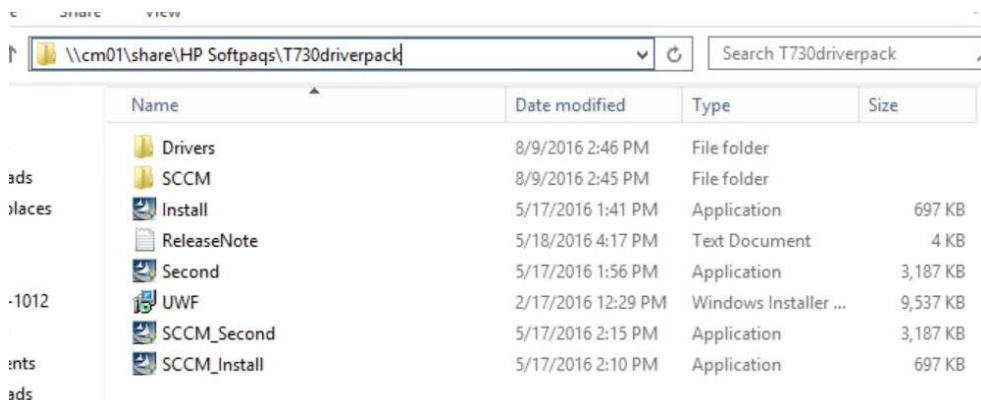 Share View
\\cm01\share\HP Softpaqs\T730driverpack Search T730driverpack
Name Date modified Type Size
Drivers 8/9/2016 2:46 PM File folder
ads SCCM 8/9/2016 2:45 PM File folder
places Install 5/17/2016 1:41 PM Application 697 KB
ReleaseNote 5/18/2016 4:17 PM Text Document 4 KB
Second 5/17/2016 1:56 PM Application 3,187 KB
-1012 UWF 2/17/2016 12:29 PM Windows Installer ... 9,537 KB
SCCM_Second 5/17/2016 2:15 PM Application 3,187 KB
ents SCCM_Install 5/17/2016 2:10 PM Application 697 KB
ads